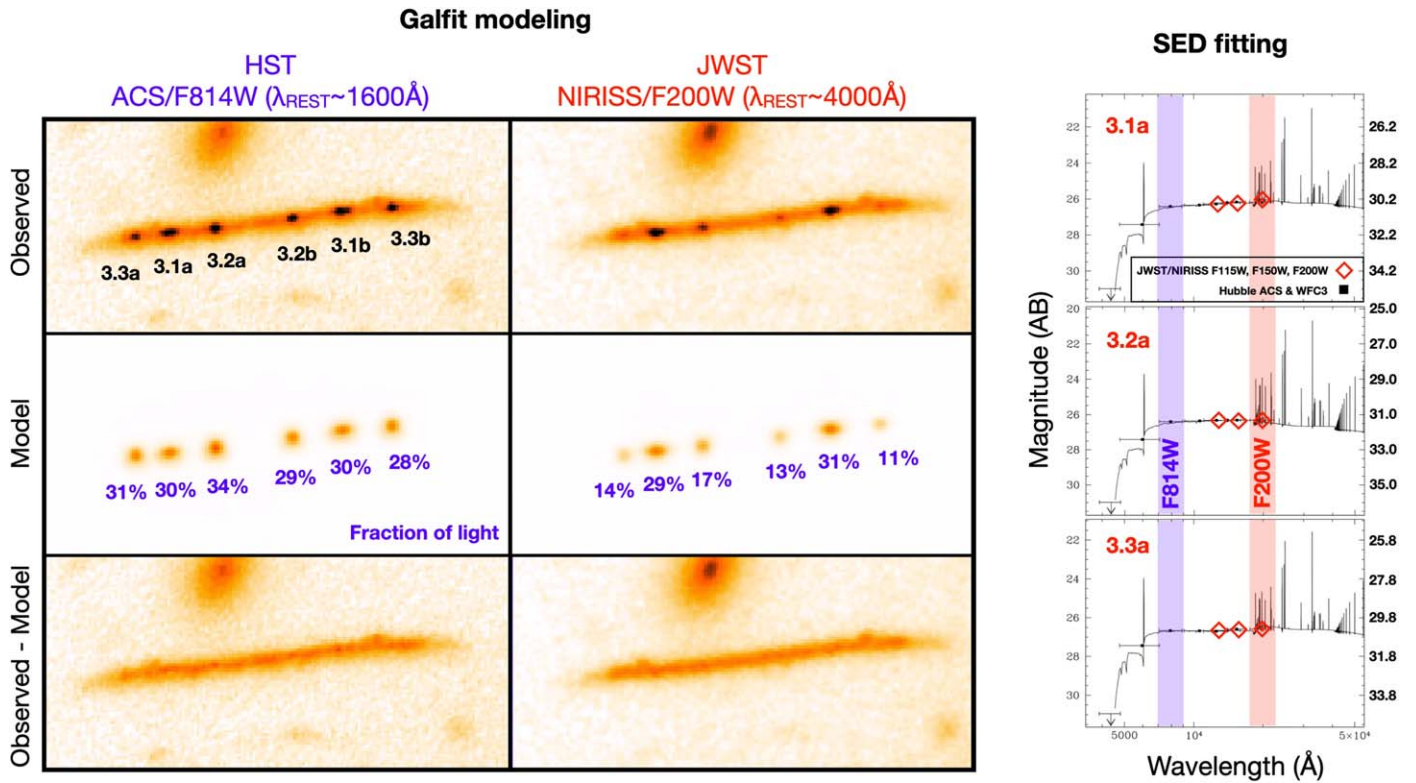 Galfit modeling
HST
ACS/F814W (λREST~1600Å)
JWST
NIRISS/F200W (λREST~4000Å)
Observed
3.3a
3.1a
3.2a
3.2b
3.1b
3.3b
Model
31%
30%
34%
29%
30%
28%
Fraction of light
14%
29%
17%
13%
31%
11%
Observed - Model
SED fitting
Magnitude (AB)
3.1a
22
24
26
28
30
26.2
28.2
30.2
32.2
34.2
JWST/NIRISS F115W, F150W, F200W
Hubble ACS & WFC3
3.2a
20
22
24
26
28
30
25.0
27.0
29.0
31.0
33.0
35.0
F814W
F200W
3.3a
22
24
26
28
30
25.8
27.8
29.8
31.8
33.8
5000
10⁴
5×10⁴
Wavelength (Å)